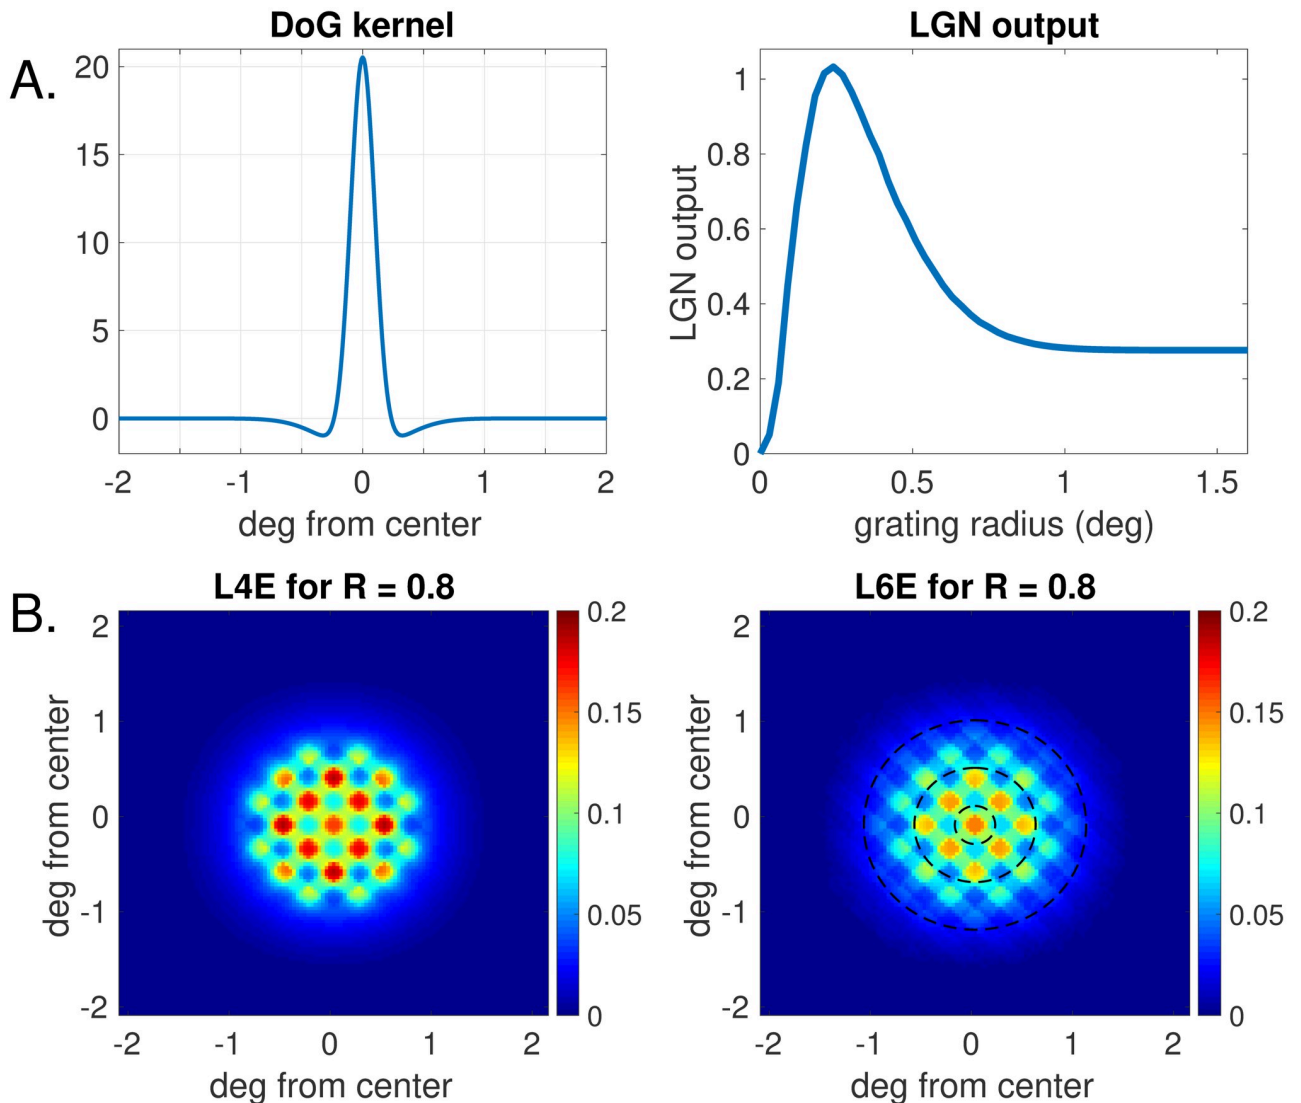 A.
DoG kernel
20
15
10
5
0
-2 -1 0 1 2
deg from center
LGN output
LGN output
1
0.8
0.6
0.4
0.2
0
0 0.5 1 1.5
grating radius (deg)
B.
L4E for R = 0.8
deg from center
2
1
0
-1
-2
-2 -1 0 1 2
deg from center
0.2
0.15
0.1
0.05
0
L6E for R = 0.8
deg from center
2
1
0
-1
-2
-2 -1 0 1 2
deg from center
0.2
0.15
0.1
0.05
0